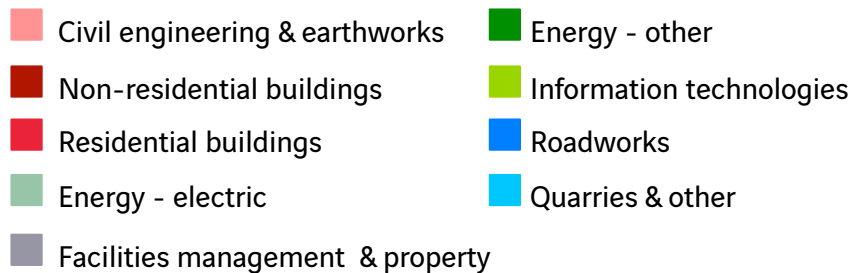 Civil engineering & earthworks
Non-residential buildings
Residential buildings
Energy - electric
Facilities management & property
Energy - other
Information technologies
Roadworks
Quarries & other